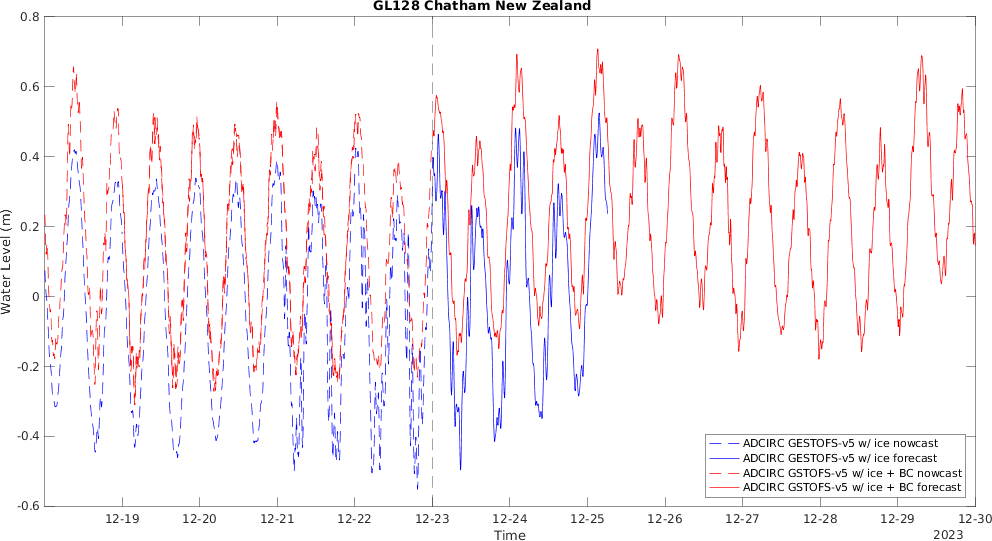 GL128 Chatham New Zealand
0.8
0.6
0.4
0.2
0
-0.2
-0.4
-0.6
Water Level (m)
ADCIRC GESTOFS-v5 w/ ice nowcast
ADCIRC GESTOFS-v5 w/ ice forecast
ADCIRC GSTOFS-v5 w/ ice + BC nowcast
ADCIRC GSTOFS-v5 w/ ice + BC forecast
12-19 12-20 12-21 12-22 12-23 12-24 12-25 12-26 12-27 12-28 12-29 12-30
Time
2023